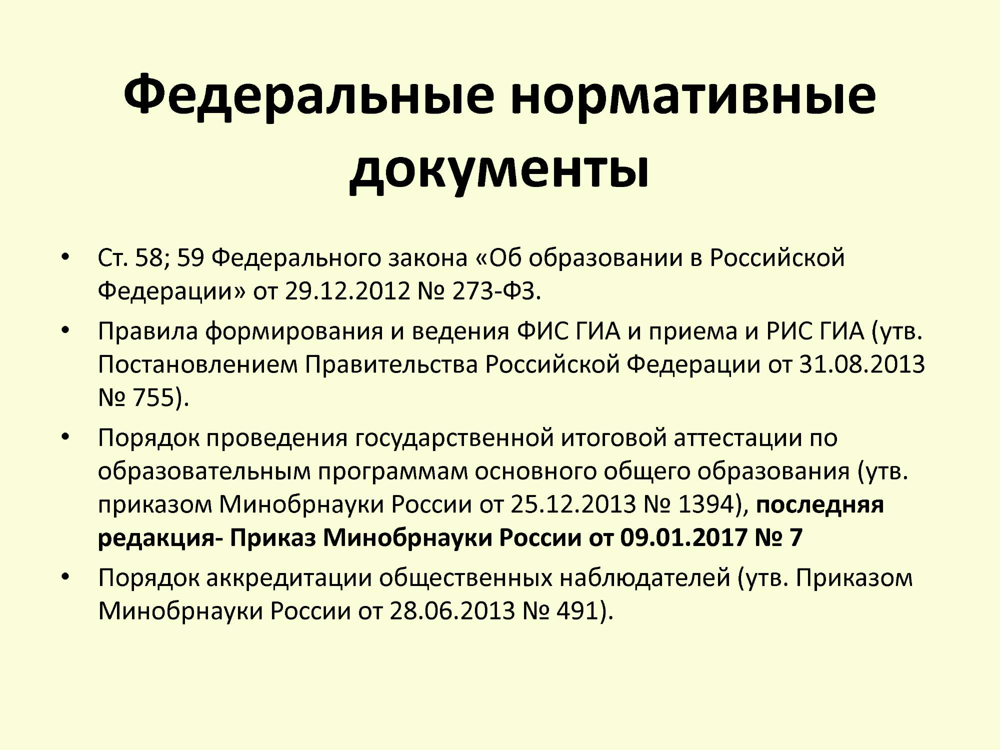 Федеральные нормативные
документы
• Ст. 58; 59 Федерального закона «Об образовании в Российской
Федерации» от 29.12.2012 № 273-ФЗ.
• Правила формирования и ведения ФИС ГИА и приема и РИС ГИА (утв.
Постановлением Правительства Российской Федерации от 31.08.2013
№ 755).
• Порядок проведения государственной итоговой аттестации по
образовательным программам основного общего образования (утв.
приказом Минобрнауки России от 25.12.2013 № 1394), последняя
редакция- Приказ Минобрнауки России от 09.01.2017 № 7
• Порядок аккредитации общественных наблюдателей (утв. Приказом
Минобрнауки России от 28.06.2013 № 491).